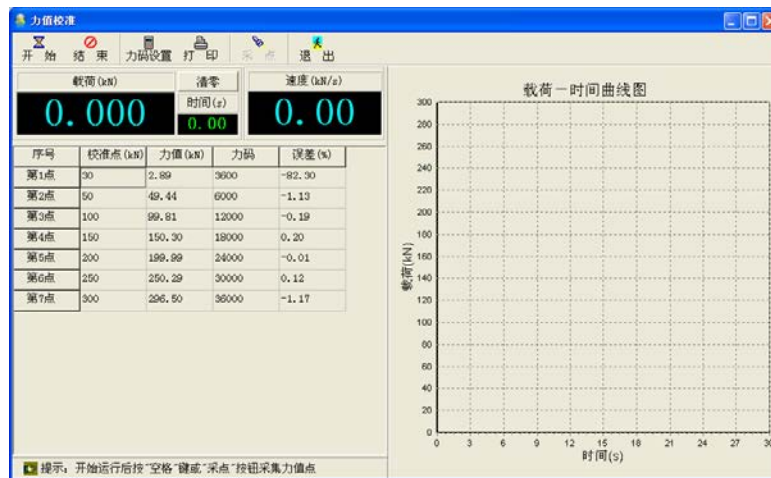 力值校准
开 始 结 束 力码设置 打 印 采 点 退 出
载荷(kN) 清零 速度(kN/s)
时间(s)
0.000 0.00 0.00
载荷一时间曲线图
序号 校准点(kN) 力值(kN) 力码 误差(%)
第1点 30 2.89 3600 -82.30
第2点 50 49.44 6000 -1.13
第3点 100 99.81 12000 -0.19
第4点 150 150.30 18000 0.20
第5点 200 199.99 24000 -0.01
第6点 250 250.29 30000 0.12
第7点 300 296.50 36000 -1.17
300
280
260
240
220
200
180
160
140
120
100
80
60
40
20
0
载荷(kN)
0 3 6 9 12 15 18 21 24 27 30
时间(s)
提示: 开始运行后按"空格"键或"采点"按钮采集力值点